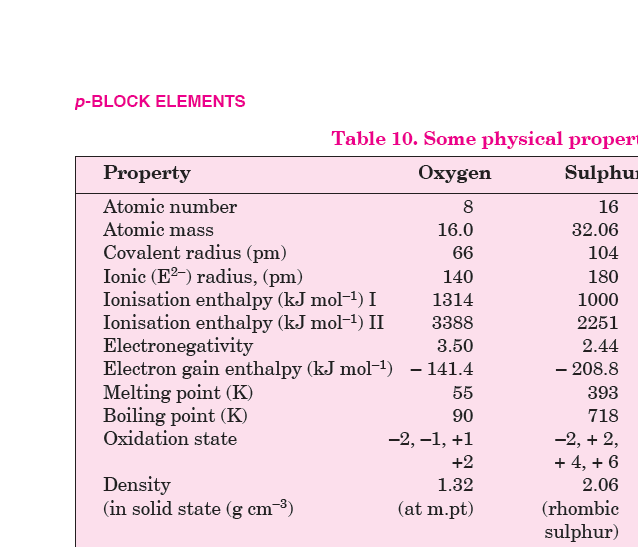 p-BLOCK ELEMENTS
Table 10. Some physical
Property Oxygen
Atomic number 8 16
Atomic mass 16.0 32.06
Covalent radius (pm) 66 104
Ionic (E²⁻) radius, (pm) 140 180
Ionisation enthalpy (kJ mol⁻¹) I 1314 1000
Ionisation enthalpy (kJ mol⁻¹) II 3388 2251
Electronegativity 3.50 2.44
Electron gain enthalpy (kJ mol⁻¹) – 141.4 – 208.8
Melting point (K) 55 393
Boiling point (K) 90 718
Oxidation state –2, –1, +1 –2, + 2,
+2 + 4, + 6
Density 1.32 2.06
(in solid state (g cm⁻³) (at m.pt) (rhombic
sulphur)